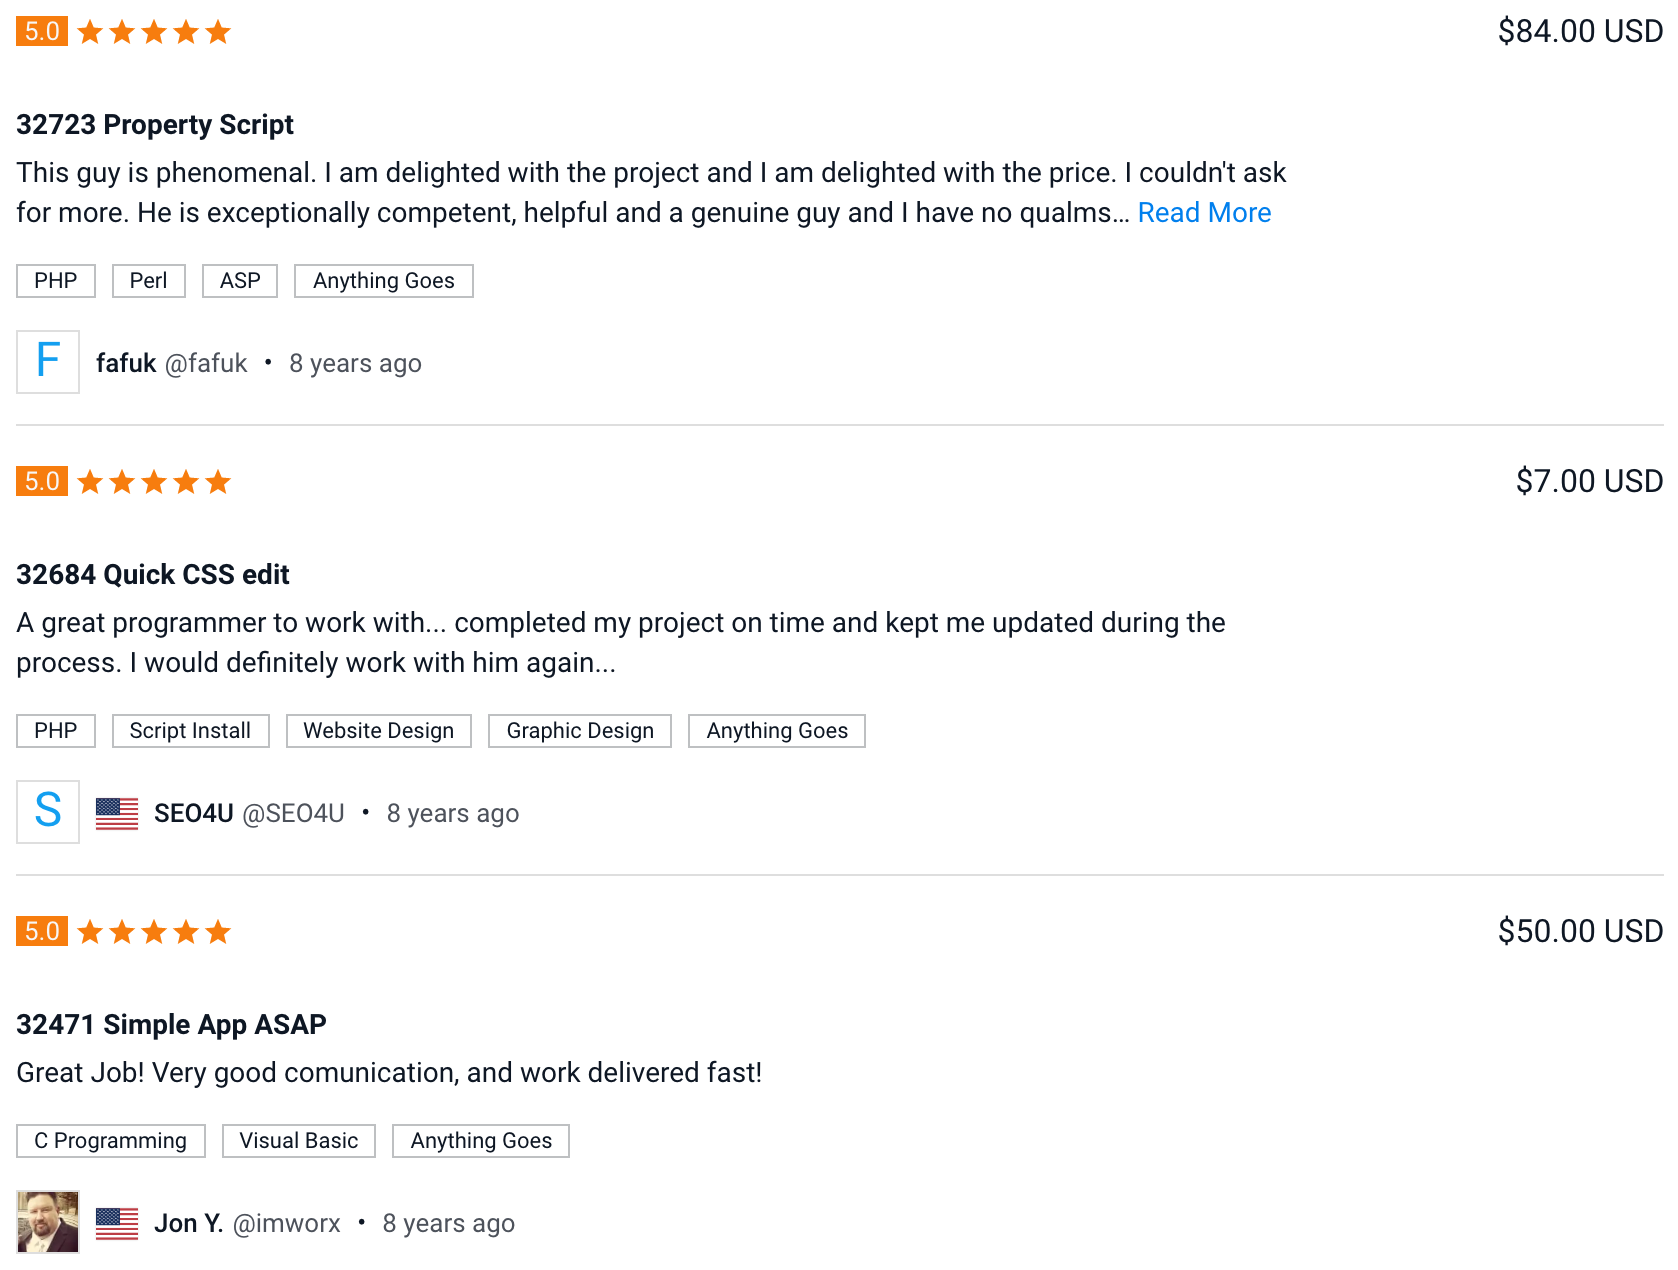 5.0 $84.00 USD
32723 Property Script
This guy is phenomenal. I am delighted with the project and I am delighted with the price. I couldn't ask
for more. He is exceptionally competent, helpful and a genuine guy and I have no qualms... Read More
PHP Perl ASP Anything Goes
F fafuk @fafuk • 8 years ago
5.0 $7.00 USD
32684 Quick CSS edit
A great programmer to work with... completed my project on time and kept me updated during the
process. I would definitely work with him again...
PHP Script Install Website Design Graphic Design Anything Goes
S SEO4U @SEO4U • 8 years ago
5.0 $50.00 USD
32471 Simple App ASAP
Great Job! Very good comunication, and work delivered fast!
C Programming Visual Basic Anything Goes
Jon Y. @imworx • 8 years ago